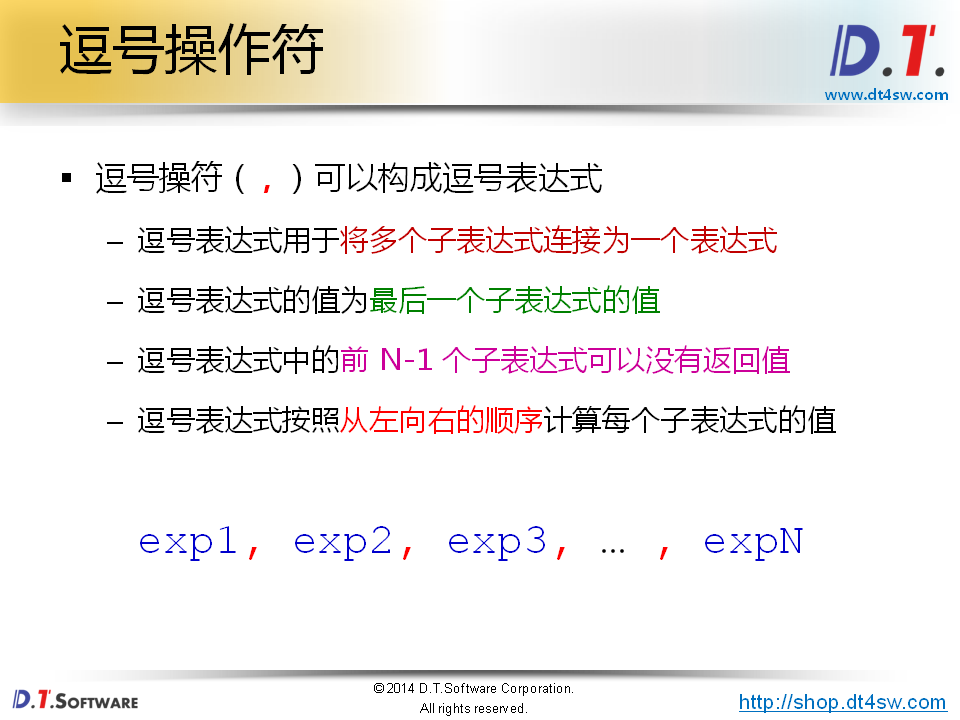 逗号操作符
D.T.
www.dt4sw.com
▪ 逗号操符 ( , ) 可以构成逗号表达式
– 逗号表达式用于将多个子表达式连接为一个表达式
– 逗号表达式的值为最后一个子表达式的值
– 逗号表达式中的前 N-1 个子表达式可以没有返回值
– 逗号表达式按照从左向右的顺序计算每个子表达式的值
exp1, exp2, exp3, … , expN
D.T.SOFTWARE
©2014 D.T.Software Corporation.
All rights reserved.
http://shop.dt4sw.com